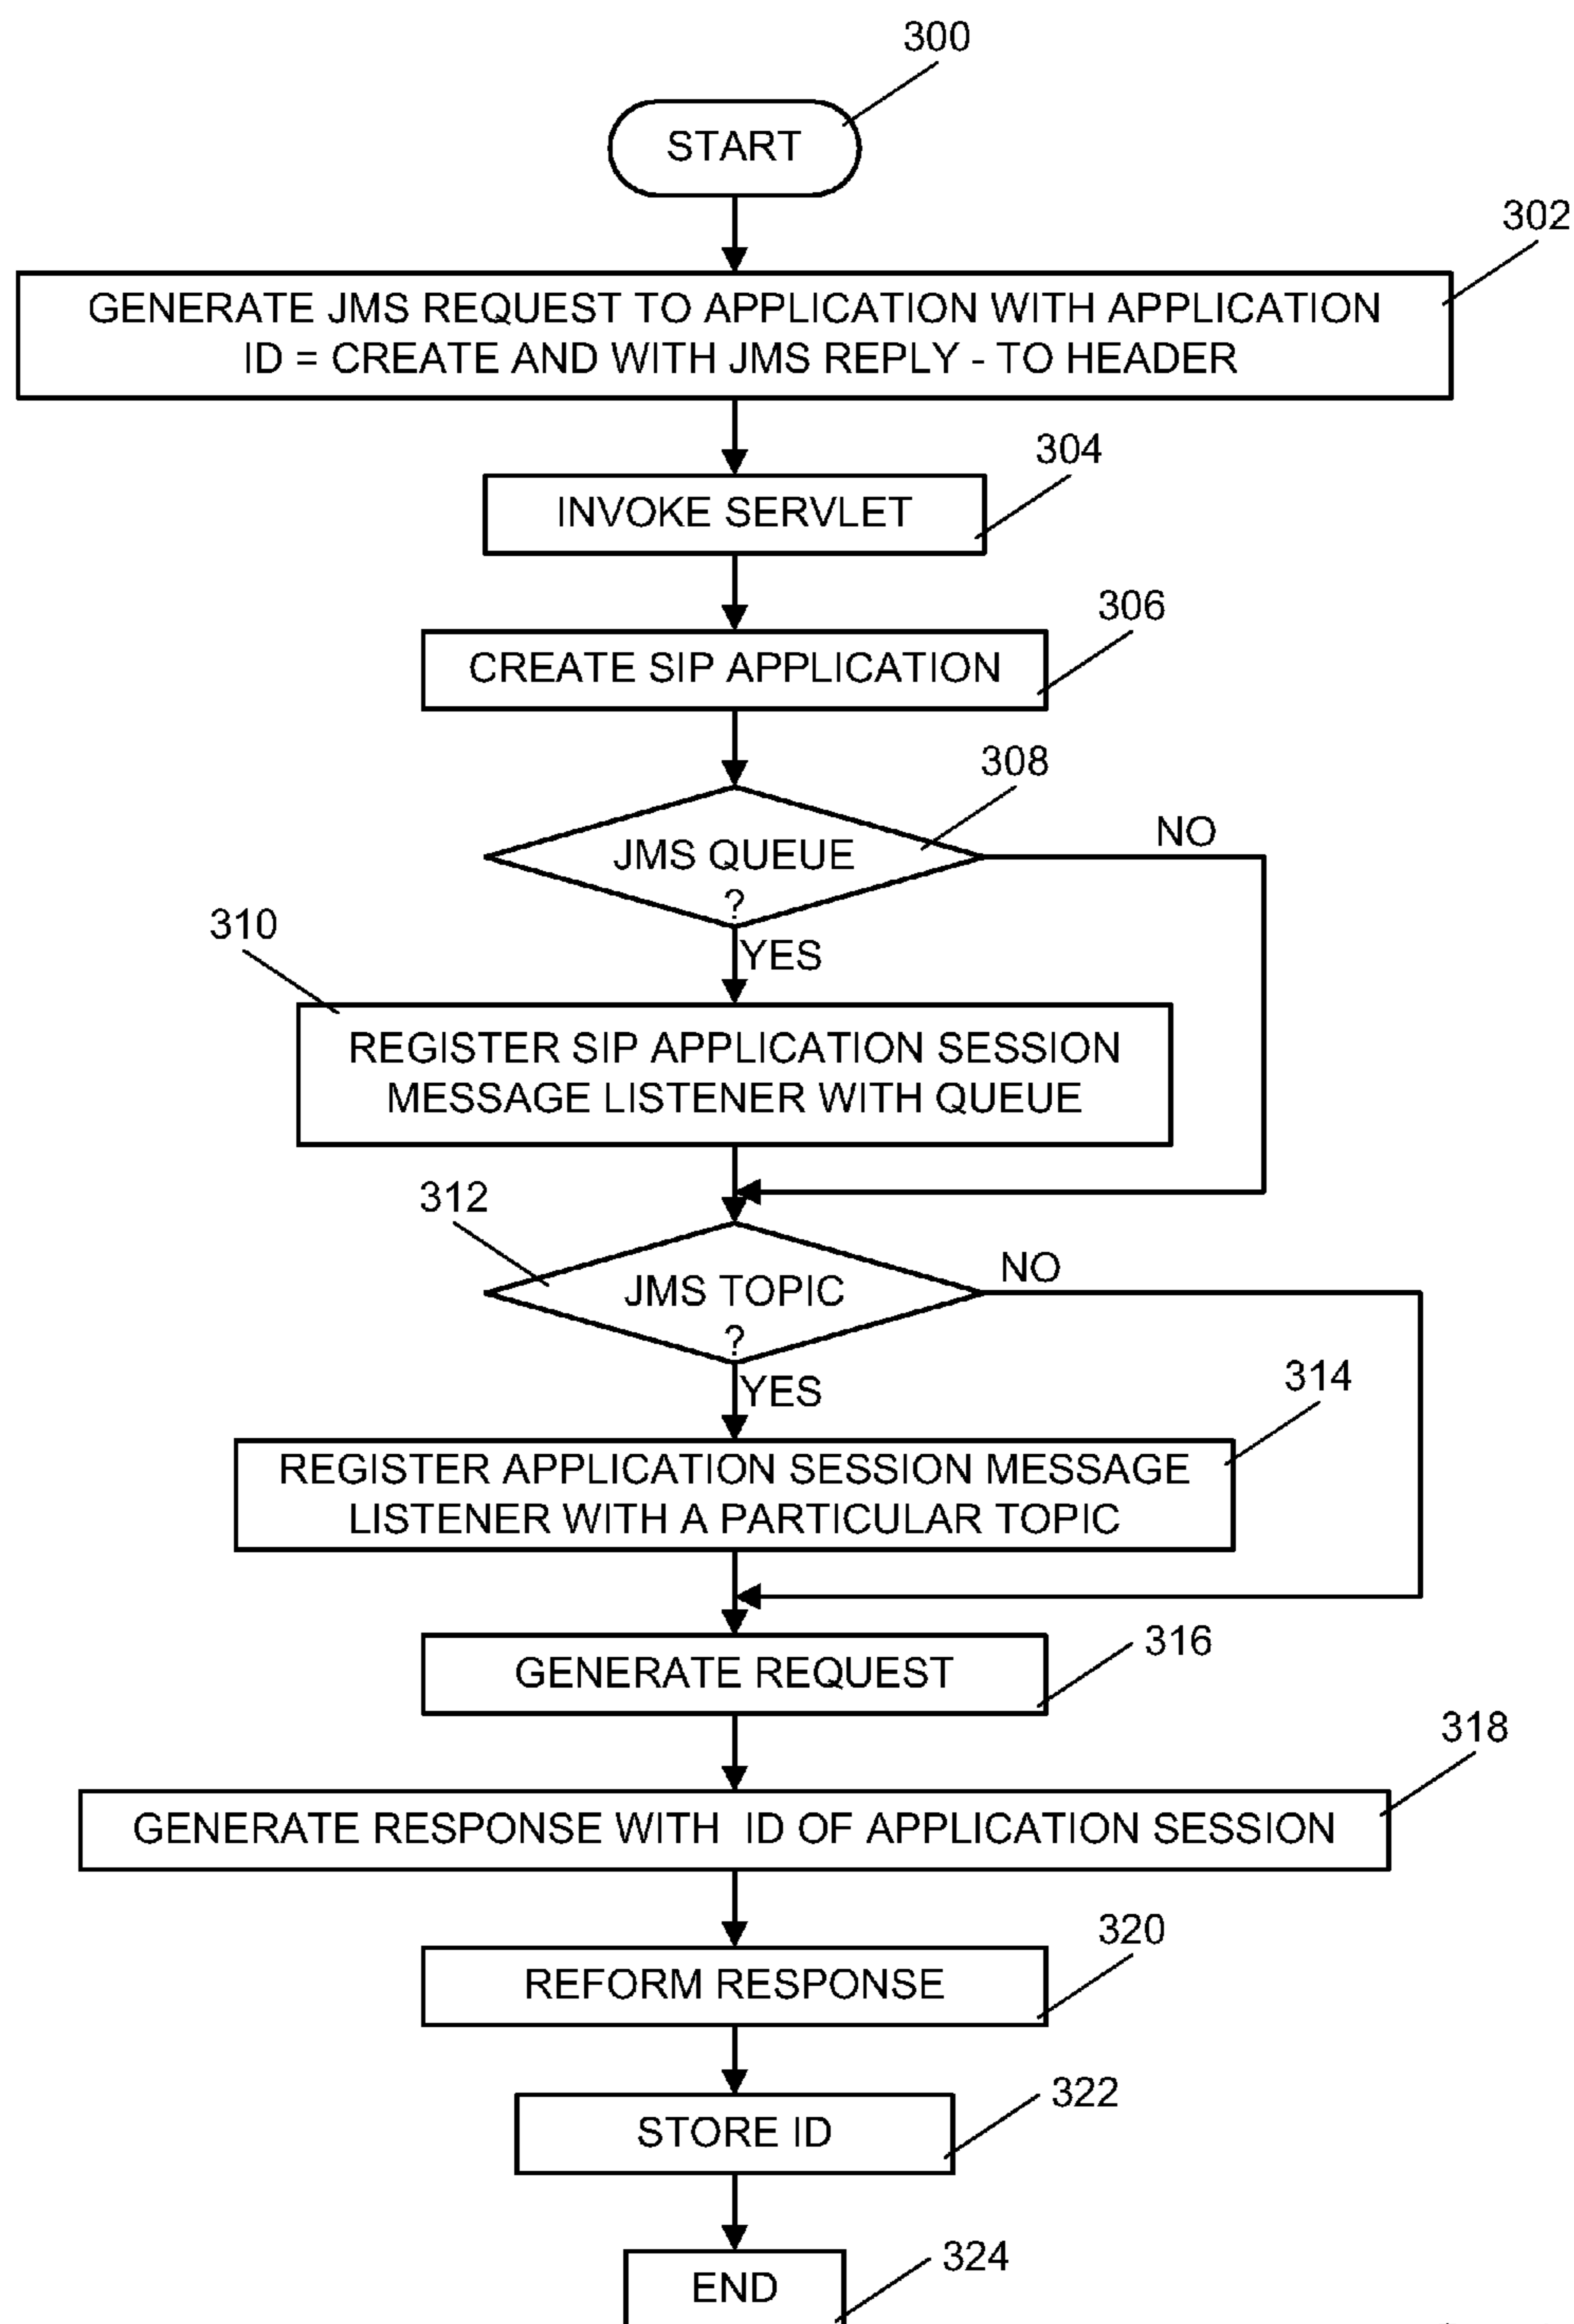 300
START
302
GENERATE JMS REQUEST TO APPLICATION WITH APPLICATION
ID = CREATE AND WITH JMS REPLY - TO HEADER
304
INVOKE SERVLET
306
CREATE SIP APPLICATION
308
JMS QUEUE
?
NO
YES
310
REGISTER SIP APPLICATION SESSION
MESSAGE LISTENER WITH QUEUE
312
JMS TOPIC
?
NO
YES
314
REGISTER APPLICATION SESSION MESSAGE
LISTENER WITH A PARTICULAR TOPIC
316
GENERATE REQUEST
318
GENERATE RESPONSE WITH ID OF APPLICATION SESSION
320
REFORM RESPONSE
322
STORE ID
324
END